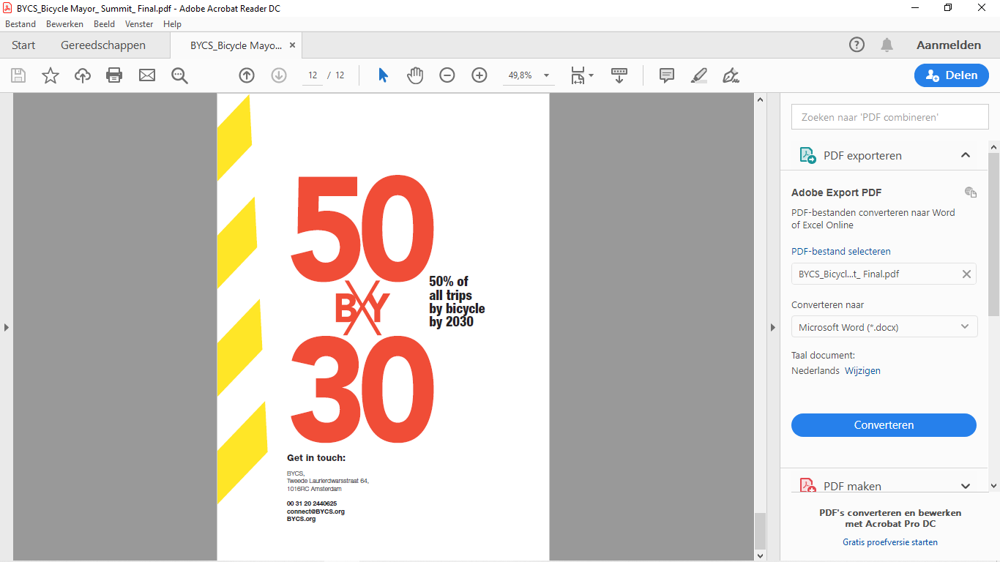 BYCS_Bicycle Mayor_ Summit_ Final.pdf - Adobe Acrobat Reader DC
Bestand Bewerken Beeld Venster Help
Start Gereedschappen BYCS_Bicycle Mayo... × Aanmelden
12 / 12 49,8% Delen
50
BXY
30
50% of
all trips
by bicycle
by 2030
Get in touch:
BYCS,
Tweede Laurierdwarsstraat 64,
1016RC Amsterdam
00 31 20 2440625
connect@BYCS.org
BYCS.org
Zoeken naar 'PDF combineren'
PDF exporteren
Adobe Export PDF
PDF-bestanden converteren naar Word
of Excel Online
PDF-bestand selecteren
BYCS_Bicycl...t_ Final.pdf
Converteren naar
Microsoft Word (*.docx)
Taal document:
Nederlands Wijzigen
Converteren
PDF maken
PDF's converteren en bewerken
met Acrobat Pro DC
Gratis proefversie starten